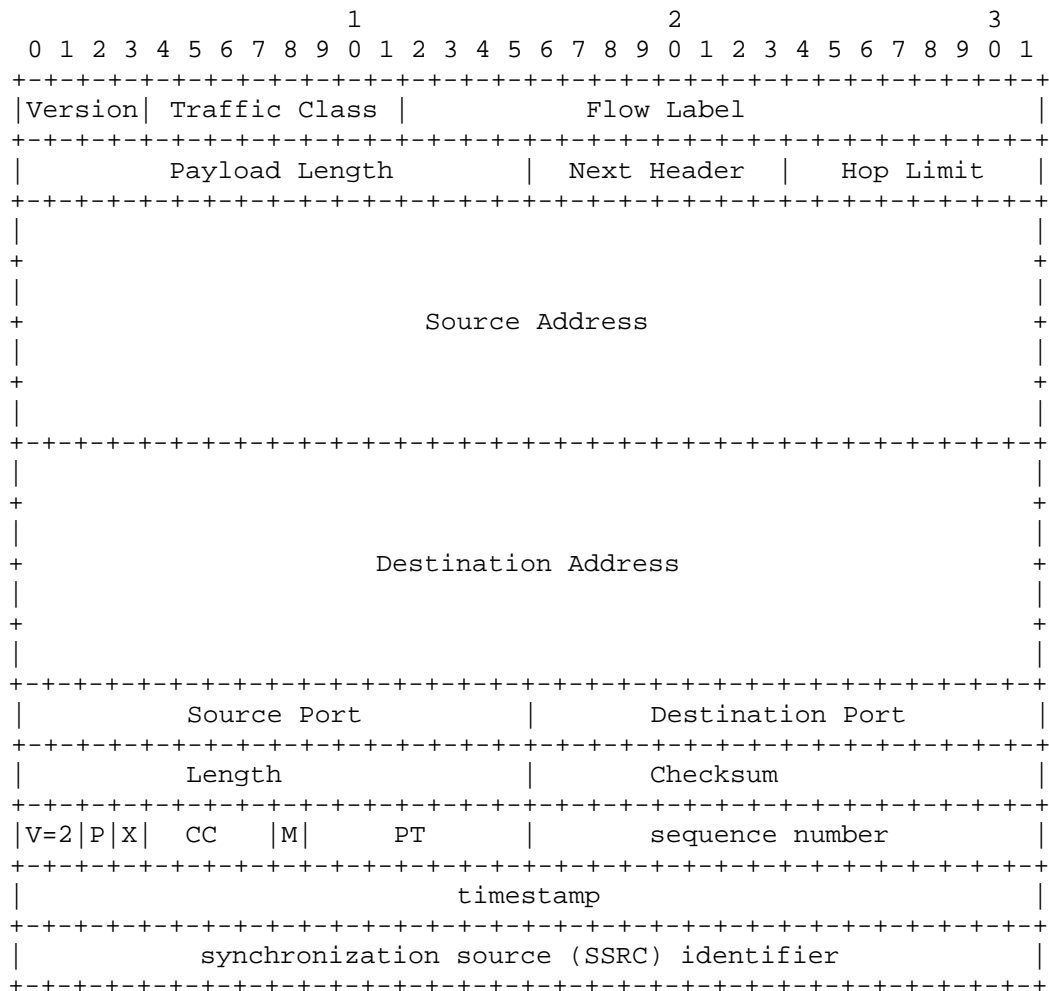 1                   2                   3
 0 1 2 3 4 5 6 7 8 9 0 1 2 3 4 5 6 7 8 9 0 1 2 3 4 5 6 7 8 9 0 1
+-+-+-+-+-+-+-+-+-+-+-+-+-+-+-+-+-+-+-+-+-+-+-+-+-+-+-+-+-+-+-+-+
|Version| Traffic Class |           Flow Label                  |
+-+-+-+-+-+-+-+-+-+-+-+-+-+-+-+-+-+-+-+-+-+-+-+-+-+-+-+-+-+-+-+-+
|         Payload Length        |  Next Header  |   Hop Limit   |
+-+-+-+-+-+-+-+-+-+-+-+-+-+-+-+-+-+-+-+-+-+-+-+-+-+-+-+-+-+-+-+-+
|                                                               |
+                                                               +
|                                                               |
+                         Source Address                        +
|                                                               |
+                                                               +
|                                                               |
+-+-+-+-+-+-+-+-+-+-+-+-+-+-+-+-+-+-+-+-+-+-+-+-+-+-+-+-+-+-+-+-+
|                                                               |
+                                                               +
|                                                               |
+                      Destination Address                      +
|                                                               |
+                                                               +
|                                                               |
+-+-+-+-+-+-+-+-+-+-+-+-+-+-+-+-+-+-+-+-+-+-+-+-+-+-+-+-+-+-+-+-+
|          Source Port          |       Destination Port        |
+-+-+-+-+-+-+-+-+-+-+-+-+-+-+-+-+-+-+-+-+-+-+-+-+-+-+-+-+-+-+-+-+
|          Length               |       Checksum                |
+-+-+-+-+-+-+-+-+-+-+-+-+-+-+-+-+-+-+-+-+-+-+-+-+-+-+-+-+-+-+-+-+
|V=2|P|X|  CC   |M|     PT      |       sequence number         |
+-+-+-+-+-+-+-+-+-+-+-+-+-+-+-+-+-+-+-+-+-+-+-+-+-+-+-+-+-+-+-+-+
|                           timestamp                           |
+-+-+-+-+-+-+-+-+-+-+-+-+-+-+-+-+-+-+-+-+-+-+-+-+-+-+-+-+-+-+-+-+
|           synchronization source (SSRC) identifier            |
+-+-+-+-+-+-+-+-+-+-+-+-+-+-+-+-+-+-+-+-+-+-+-+-+-+-+-+-+-+-+-+-+